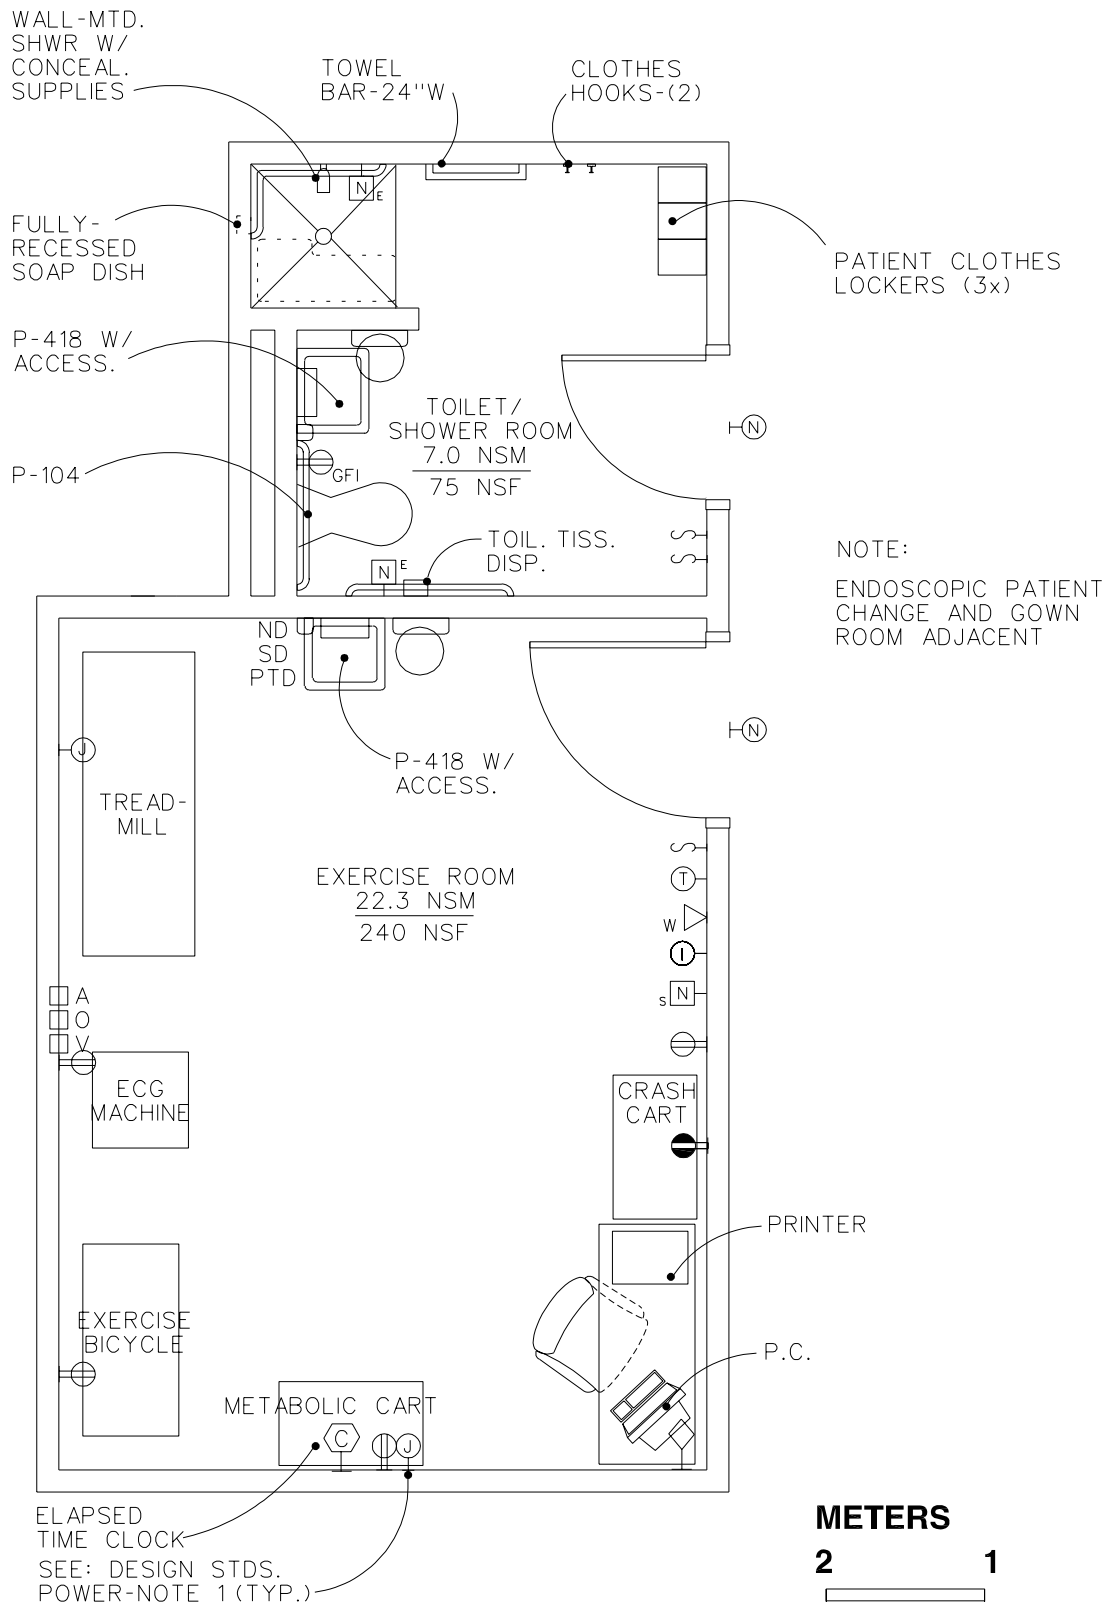 WALL-MTD.
SHWR W/
CONCEAL.
SUPPLIES
TOWEL
BAR-24"W
CLOTHES
HOOKS-(2)
N
E
FULLY-
RECESSED
SOAP DISH
PATIENT CLOTHES
LOCKERS (3x)
P-418 W/
ACCESS.
TOILET/
SHOWER ROOM
7.0 NSM
75 NSF
N
P-104
GFI
TOIL. TISS.
DISP.
N
E
S
S
NOTE:
ENDOSCOPIC PATIENT
CHANGE AND GOWN
ROOM ADJACENT
ND
SD
PTD
N
J
P-418 W/
ACCESS.
TREAD-
MILL
EXERCISE ROOM
22.3 NSM
240 NSF
S
T
W
I
S
N
A
O
V
ECG
MACHINE
CRASH
CART
PRINTER
EXERCISE
BICYCLE
P.C.
METABOLIC CART
C
J
ELAPSED
TIME CLOCK
SEE: DESIGN STDS.
POWER-NOTE 1(TYP.)
METERS
2 1